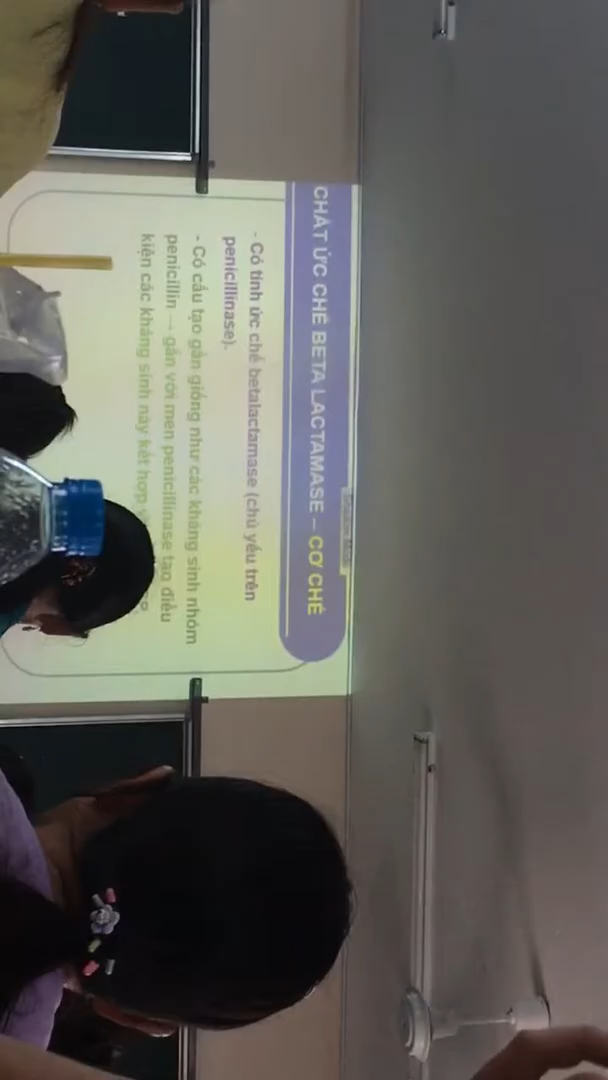 CHẤT ỨC CHẾ BETA LACTAMASE – CƠ CHẾ
- Có tính ức chế betalactamase (chủ yếu trên
penicillinase).
- Có cấu tạo gần giống như các kháng sinh nhóm
penicillin → gắn với men penicillinase tạo điều
kiện các kháng sinh này kết hợp